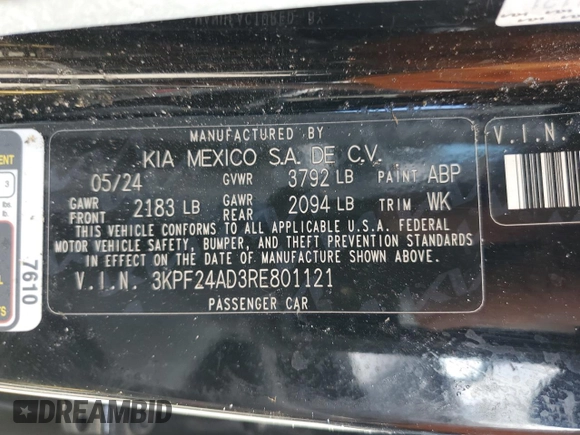 MANUFACTURED BY
KIA MEXICO S.A. DE C.V.
05/24 GVWR 3792 LB PAINT ABP
GAWR FRONT 2183 LB GAWR REAR 2094 LB TRIM WK
THIS VEHICLE CONFORMS TO ALL APPLICABLE U.S.A. FEDERAL
MOTOR VEHICLE SAFETY, BUMPER, AND THEFT PREVENTION STANDARDS
IN EFFECT ON THE DATE OF MANUFACTURE SHOWN ABOVE.
V.I.N. 3KPF24AD3RE801121
PASSENGER CAR
V.I.N.
7610
DREAMBID